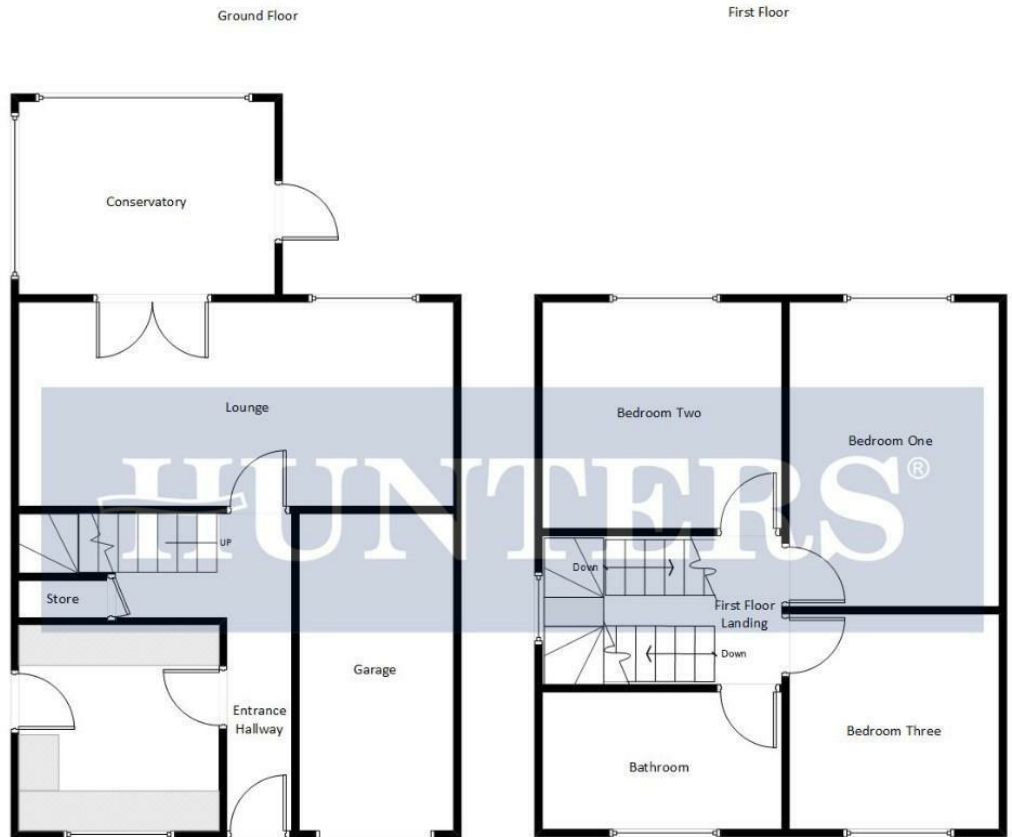 Ground Floor
First Floor
Conservatory
Lounge
Bedroom Two
Bedroom One
HUNTERS®
UP
Down
Store
First Floor
Landing
Down
Garage
Entrance
Hallway
Bedroom Three
Bathroom